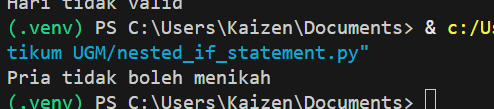 Hari tidak valid
(.venv) PS C:\Users\Kaizen\Documents> & c:/U
tikum UGM/nested_if_statement.py"
Pria tidak boleh menikah
(.venv) PS C:\Users\Kaizen\Documents>